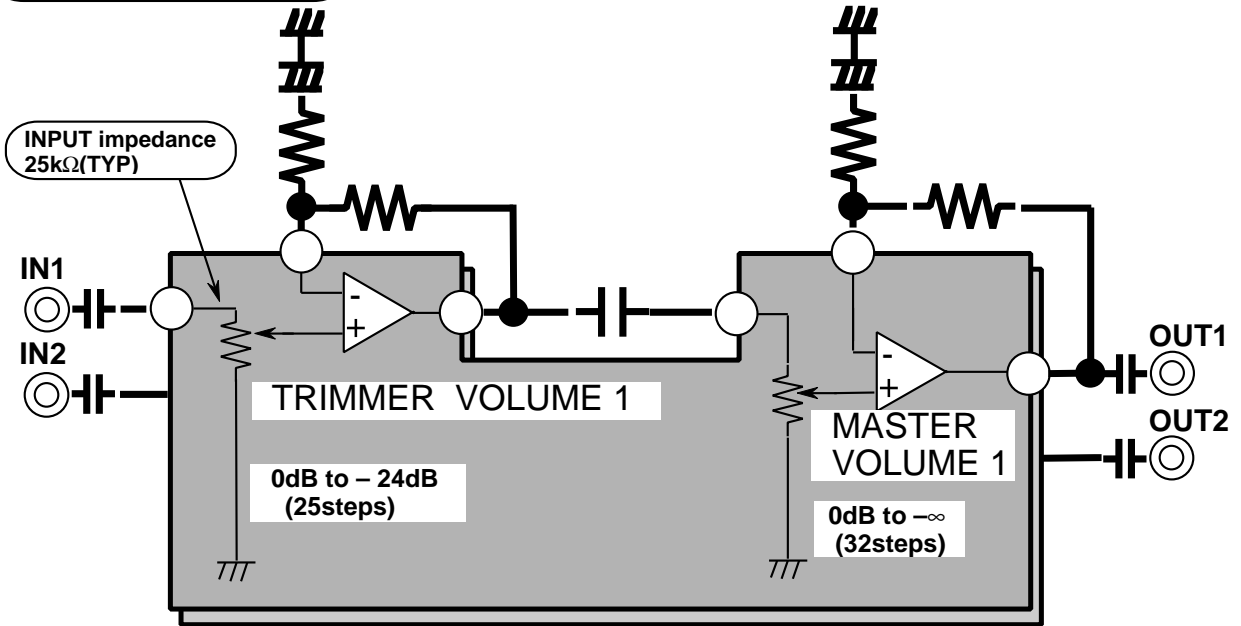 INPUT impedance
25kΩ(TYP)
IN1
IN2
-
+
TRIMMER VOLUME 1
0dB to – 24dB
(25steps)
-
+
MASTER
VOLUME 1
0dB to –∞
(32steps)
OUT1
OUT2